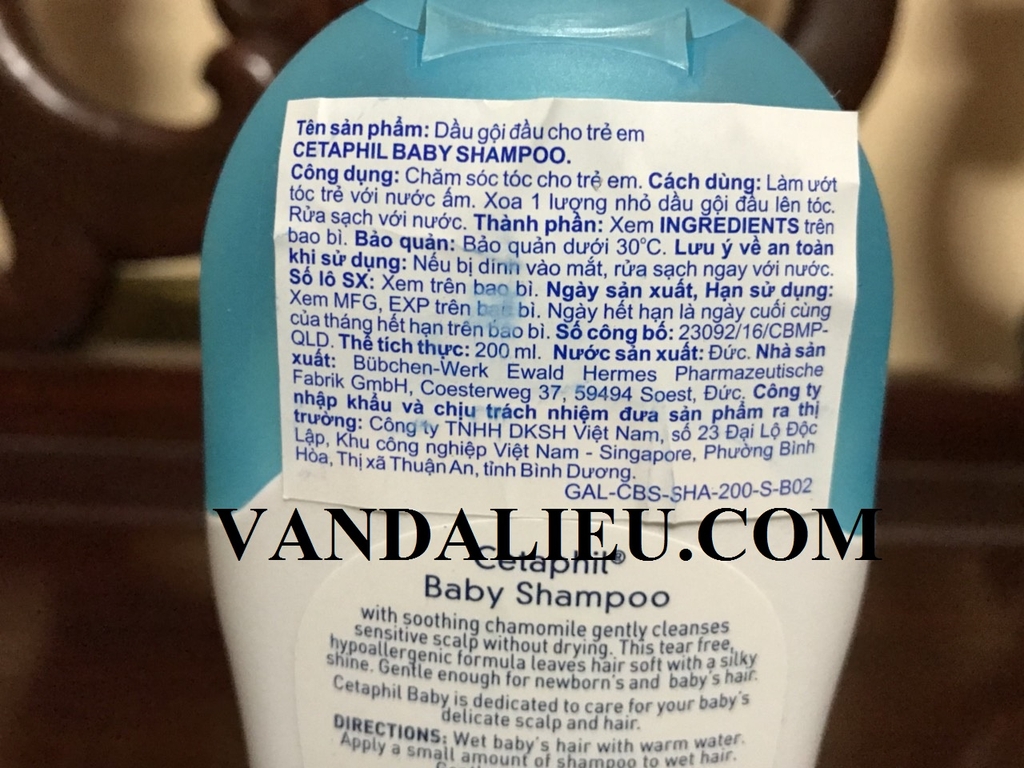 Tên sản phẩm: Dầu gội đầu cho trẻ em
CETAPHIL BABY SHAMPOO.
Công dụng: Chăm sóc tóc cho trẻ em. Cách dùng: Làm ướt
tóc trẻ với nước ấm. Xoa 1 lượng nhỏ dầu gội đầu lên tóc.
Rửa sạch với nước. Thành phần: Xem INGREDIENTS trên
bao bì. Bảo quản: Bảo quản dưới 30°C. Lưu ý về an toàn
khi sử dụng: Nếu bị dính vào mắt, rửa sạch ngay với nước.
Số lô SX: Xem trên bao bì. Ngày sản xuất, Hạn sử dụng:
Xem MFG, EXP trên bao bì. Ngày hết hạn là ngày cuối cùng
của tháng hết hạn trên bao bì. Số công bố: 23092/16/CBMP-
QLD. Thể tích thực: 200 ml. Nước sản xuất: Đức. Nhà sản
xuất: Bübchen-Werk Ewald Hermes Pharmazeutische
Fabrik GmbH, Coesterweg 37, 59494 Soest, Đức. Công ty
nhập khẩu và chịu trách nhiệm đưa sản phẩm ra thị
trường: Công ty TNHH DKSH Việt Nam, số 23 Đại Lộ Độc
Lập, Khu công nghiệp Việt Nam - Singapore, Phường Bình
Hòa, Thị xã Thuận An, tỉnh Bình Dương.
GAL-CBS-SHA-200-S-B02
VANDALIEU.COM
Cetaphil®
Baby Shampoo
with soothing chamomile gently cleanses
sensitive scalp without drying. This tear free,
hypoallergenic formula leaves hair soft with a silky
shine. Gentle enough for newborn's and baby's hair.
Cetaphil Baby is dedicated to care for your baby's
delicate scalp and hair.
DIRECTIONS: Wet baby's hair with warm water.
Apply a small amount of shampoo to wet hair.